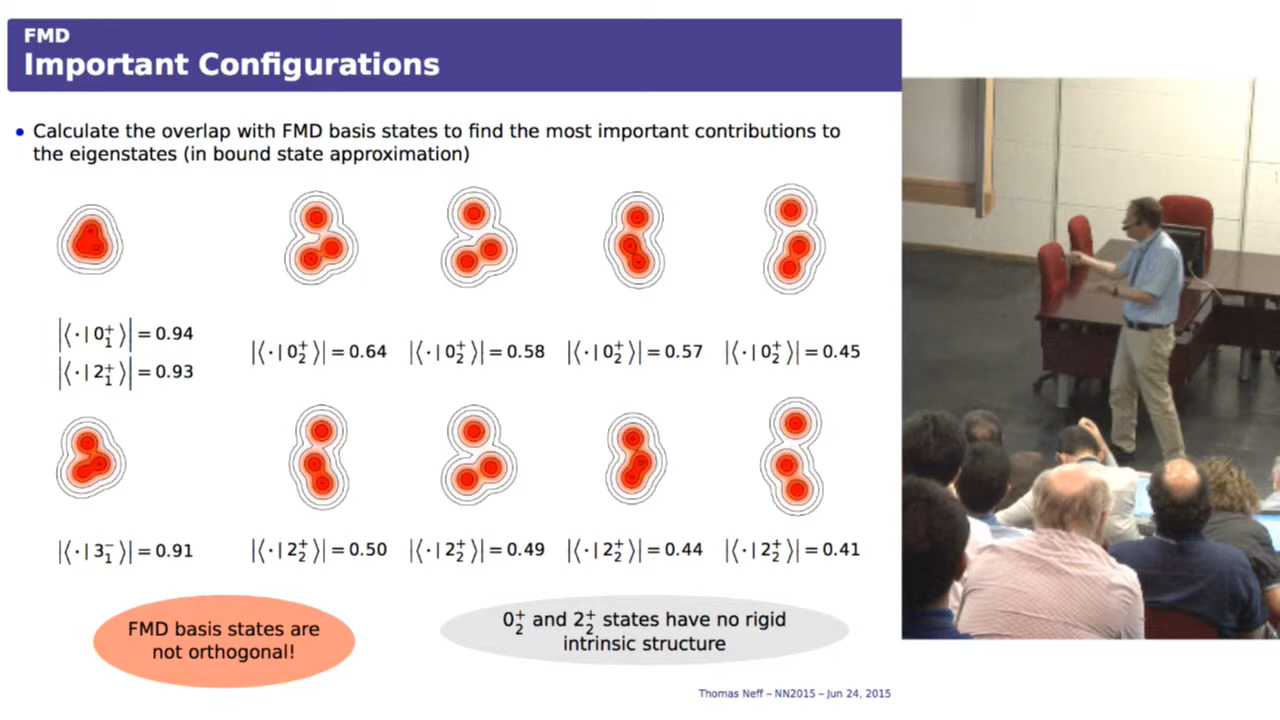 FMD
Important Configurations
• Calculate the overlap with FMD basis states to find the most important contributions to
the eigenstates (in bound state approximation)
|⟨· | 0₁⁺ ⟩| = 0.94
|⟨· | 2₁⁺ ⟩| = 0.93
|⟨· | 0₂⁺ ⟩| = 0.64 |⟨· | 0₂⁺ ⟩| = 0.58 |⟨· | 0₂⁺ ⟩| = 0.57 |⟨· | 0₂⁺ ⟩| = 0.45
|⟨· | 3₁⁻ ⟩| = 0.91 |⟨· | 2₂⁺ ⟩| = 0.50 |⟨· | 2₂⁺ ⟩| = 0.49 |⟨· | 2₂⁺ ⟩| = 0.44 |⟨· | 2₂⁺ ⟩| = 0.41
FMD basis states are
not orthogonal!
0₂⁺ and 2₂⁺ states have no rigid
intrinsic structure
Thomas Neff – NN2015 – Jun 24, 2015